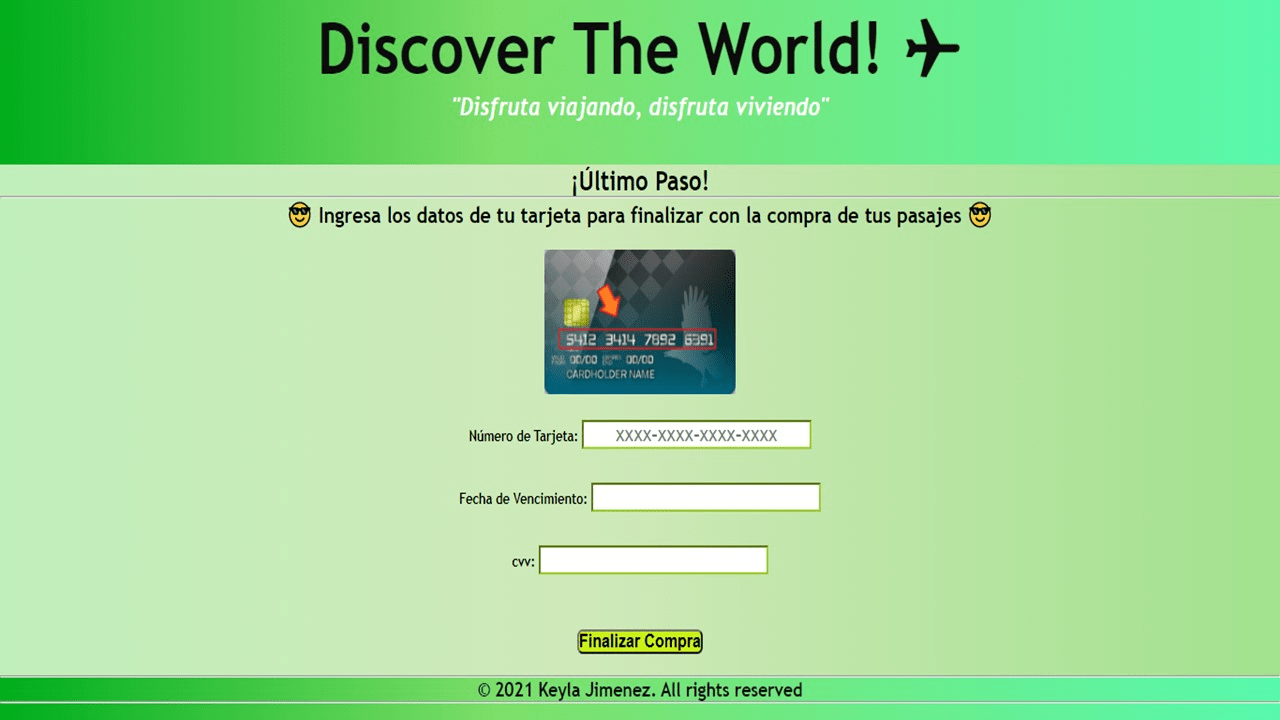 Discover The World! ✈
"Disfruta viajando, disfruta viviendo"
¡Último Paso!
😎 Ingresa los datos de tu tarjeta para finalizar con la compra de tus pasajes 😎
5412 3414 7892 6391
00/00 00/00
CARDHOLDER NAME
Número de Tarjeta: XXXX-XXXX-XXXX-XXXX
Fecha de Vencimiento:
cvv:
Finalizar Compra
© 2021 Keyla Jimenez. All rights reserved